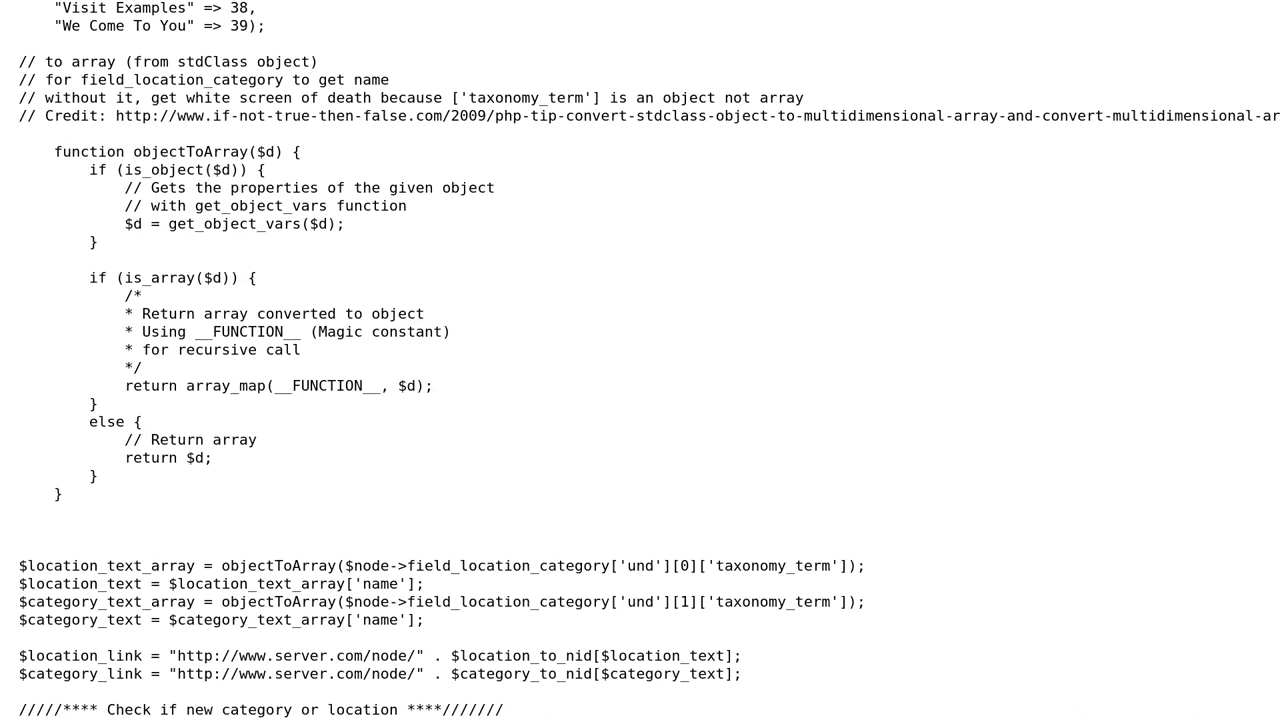 "Visit Examples" => 38,
"We Come To You" => 39);
// to array (from stdClass object)
// for field_location_category to get name
// without it, get white screen of death because ['taxonomy_term'] is an object not array
// Credit: http://www.if-not-true-then-false.com/2009/php-tip-convert-stdclass-object-to-multidimensional-array-and-convert-multidimensional-ar
function objectToArray($d) {
if (is_object($d)) {
// Gets the properties of the given object
// with get_object_vars function
$d = get_object_vars($d);
}
if (is_array($d)) {
/*
* Return array converted to object
* Using __FUNCTION__ (Magic constant)
* for recursive call
*/
return array_map(__FUNCTION__, $d);
}
else {
// Return array
return $d;
}
}
$location_text_array = objectToArray($node->field_location_category['und'][0]['taxonomy_term']);
$location_text = $location_text_array['name'];
$category_text_array = objectToArray($node->field_location_category['und'][1]['taxonomy_term']);
$category_text = $category_text_array['name'];
$location_link = "http://www.server.com/node/" . $location_to_nid[$location_text];
$category_link = "http://www.server.com/node/" . $category_to_nid[$category_text];
/////**** Check if new category or location ****///////